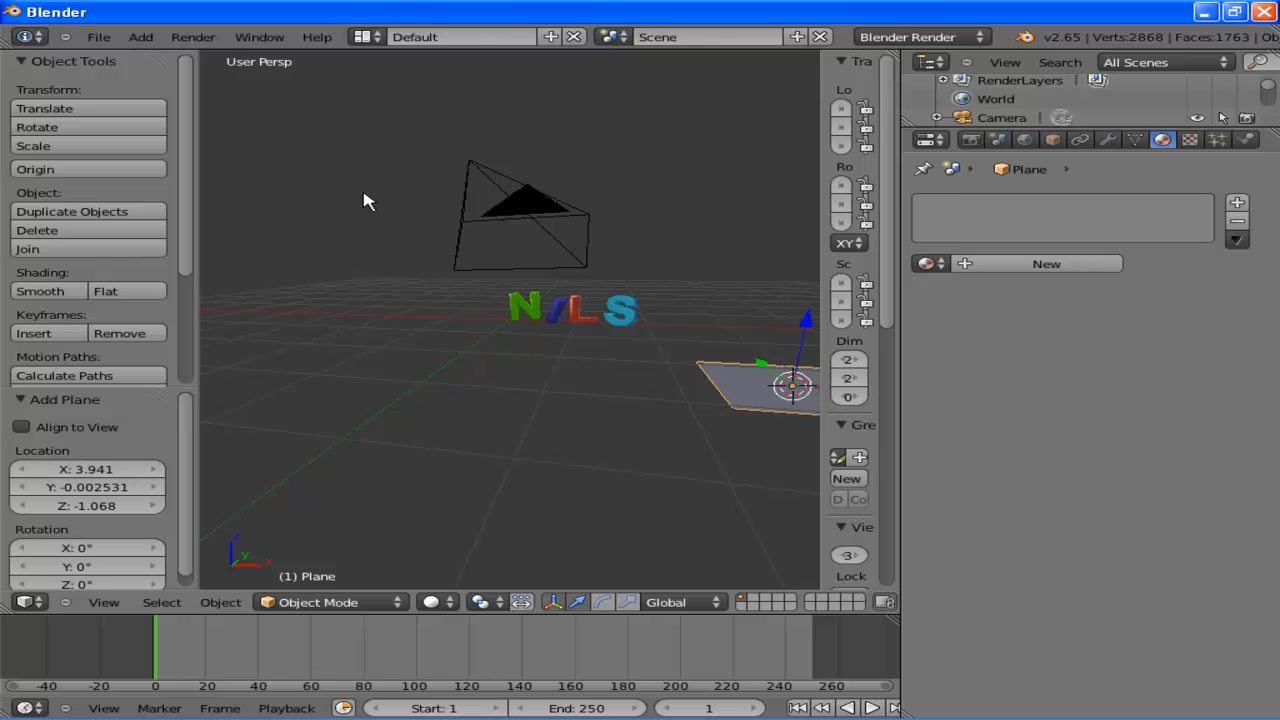 Blender
File Add Render Window Help Default Scene Blender Render v2.65 | Verts:2868 | Faces:1763 | Ob
Object Tools
Transform:
Translate
Rotate
Scale
Origin
Object:
Duplicate Objects
Delete
Join
Shading:
Smooth Flat
Keyframes:
Insert Remove
Motion Paths:
Calculate Paths
Add Plane
Align to View
Location
X: 3.941
Y: -0.002531
Z: -1.068
Rotation
X: 0°
Y: 0°
Z: 0°
User Persp
NILS
z
y
x
(1) Plane
Tra
Lo
Ro
XY
Sc
Dim
2
2
0
Gre
New
D Co
Vie
3
Lock
View Select Object Object Mode Global
-40 -20 0 20 40 60 80 100 120 140 160 180 200 220 240 260
View Marker Frame Playback Start: 1 End: 250 1
View Search All Scenes
RenderLayers
World
Camera
Plane
New